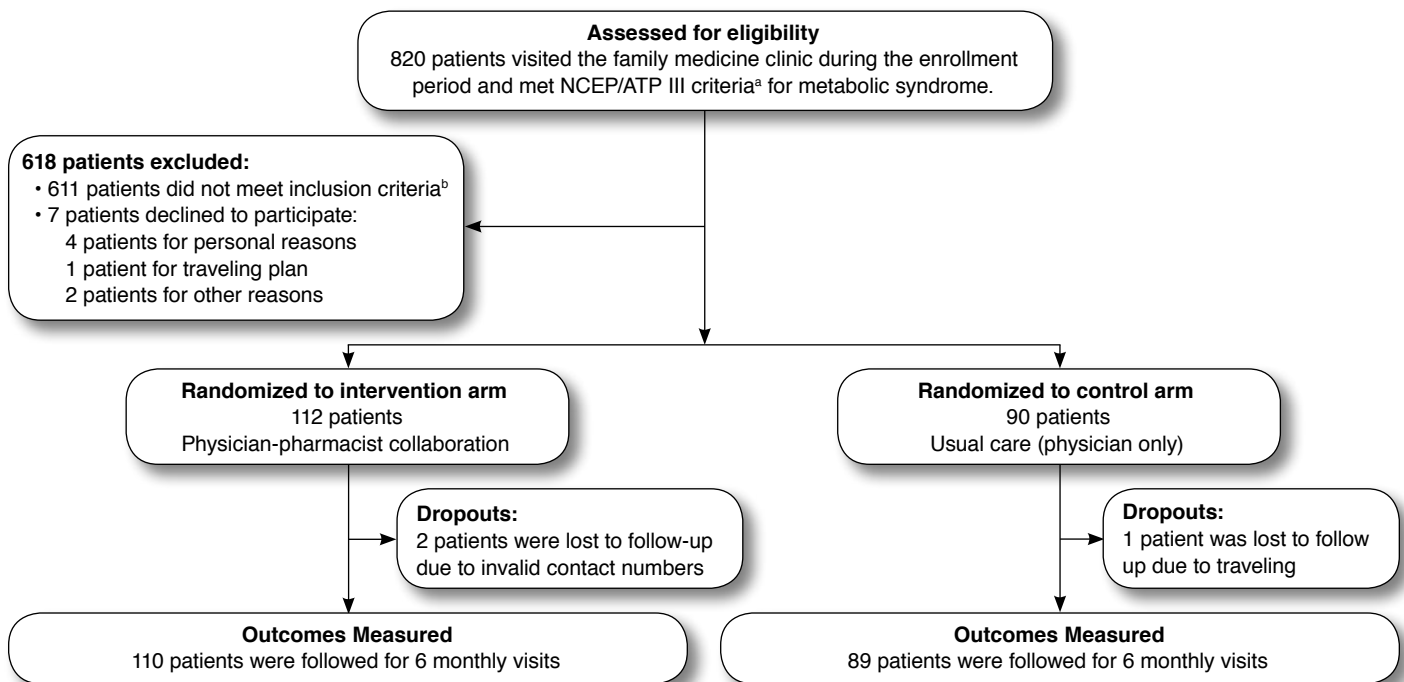 Assessed for eligibility
820 patients visited the family medicine clinic during the enrollment
period and met NCEP/ATP III criteriaᵃ for metabolic syndrome.
618 patients excluded:
• 611 patients did not meet inclusion criteriaᵇ
• 7 patients declined to participate:
4 patients for personal reasons
1 patient for traveling plan
2 patients for other reasons
Randomized to intervention arm
112 patients
Physician-pharmacist collaboration
Randomized to control arm
90 patients
Usual care (physician only)
Dropouts:
2 patients were lost to follow-up
due to invalid contact numbers
Dropouts:
1 patient was lost to follow
up due to traveling
Outcomes Measured
110 patients were followed for 6 monthly visits
Outcomes Measured
89 patients were followed for 6 monthly visits